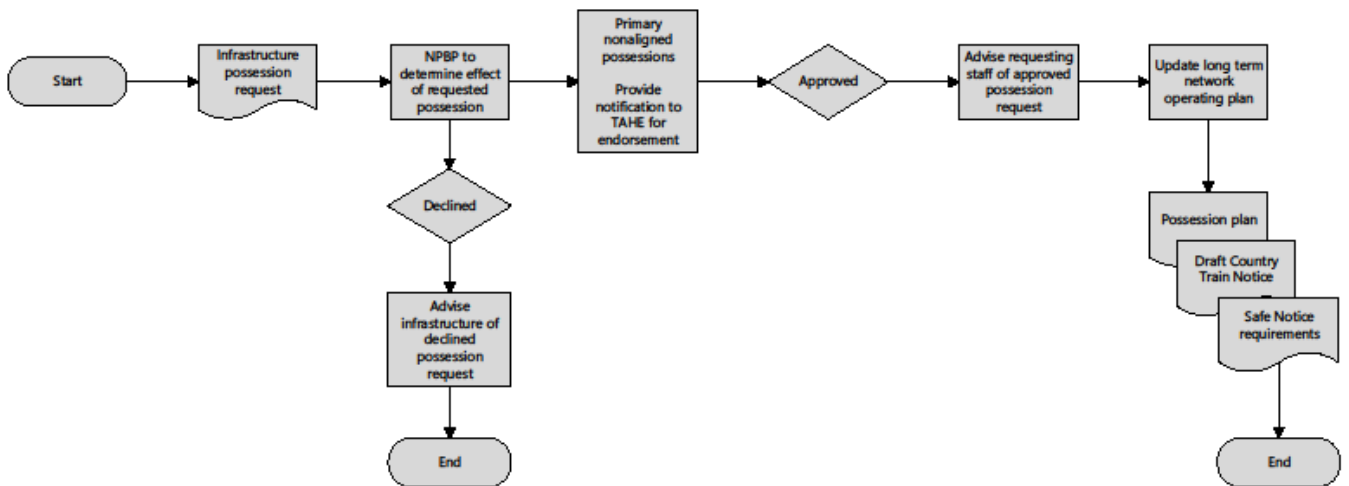 Start
Infrastructure
possession
request
NPBP to
determine effect
of requested
possession
Primary
nonaligned
possessions
Provide
notification to
TAHE for
endorsement
Approved
Advise requesting
staff of approved
possession
request
Update long term
network
operating plan
Declined
Advise
infrastructure of
declined
possession
request
End
Possession plan
Draft Country
Train Notice
Safe Notice
requirements
End